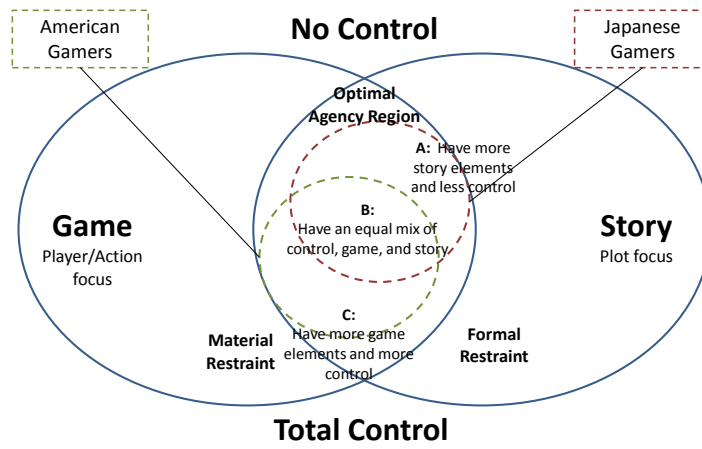 American
Gamers
No Control
Japanese
Gamers
Optimal
Agency Region
A: Have more
story elements
and less control
B:
Have an equal mix of
control, game, and story
Game
Player/Action
focus
Story
Plot focus
C:
Have more game
elements and more
control
Material
Restraint
Formal
Restraint
Total Control